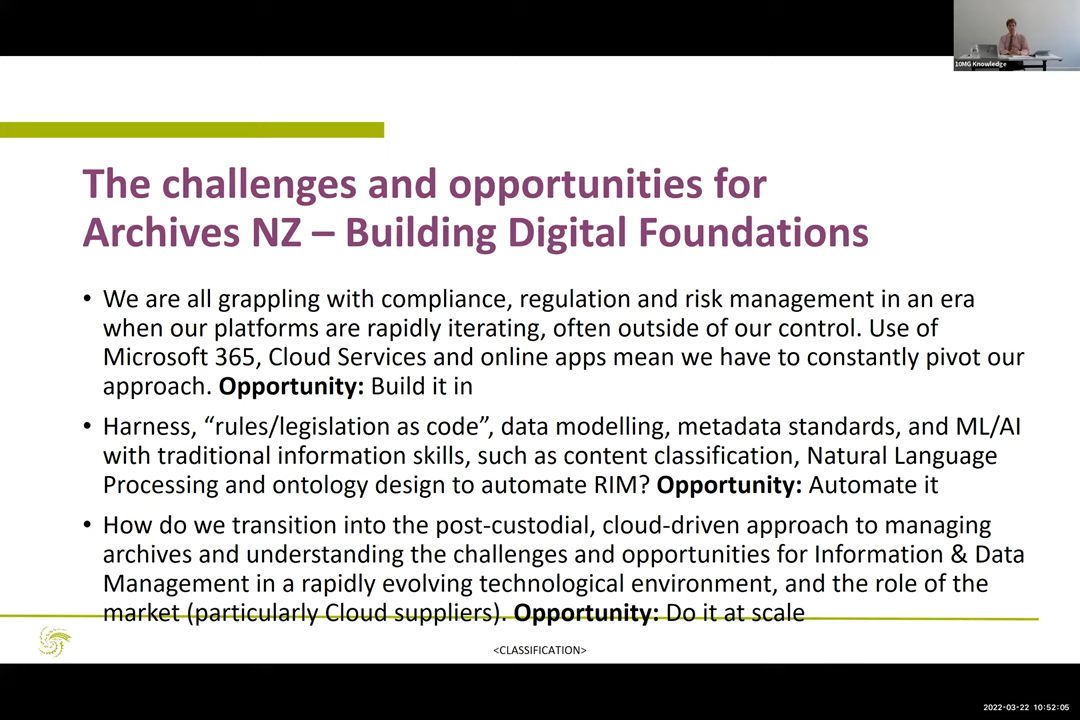 10MG Knowledge
The challenges and opportunities for
Archives NZ – Building Digital Foundations
• We are all grappling with compliance, regulation and risk management in an era
when our platforms are rapidly iterating, often outside of our control. Use of
Microsoft 365, Cloud Services and online apps mean we have to constantly pivot our
approach. Opportunity: Build it in
• Harness, “rules/legislation as code”, data modelling, metadata standards, and ML/AI
with traditional information skills, such as content classification, Natural Language
Processing and ontology design to automate RIM? Opportunity: Automate it
• How do we transition into the post-custodial, cloud-driven approach to managing
archives and understanding the challenges and opportunities for Information & Data
Management in a rapidly evolving technological environment, and the role of the
market (particularly Cloud suppliers). Opportunity: Do it at scale
<CLASSIFICATION>
2022-03-22 10:52:05